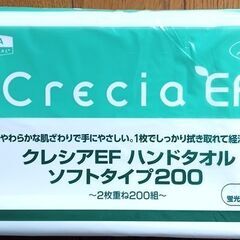 Crecia EF
やわらかな肌ざわりで手にやさしい。1枚でしっかり拭き取れて経済
クレシアEF ハンドタオル
ソフトタイプ200
~2枚重ね200組~
蛍光